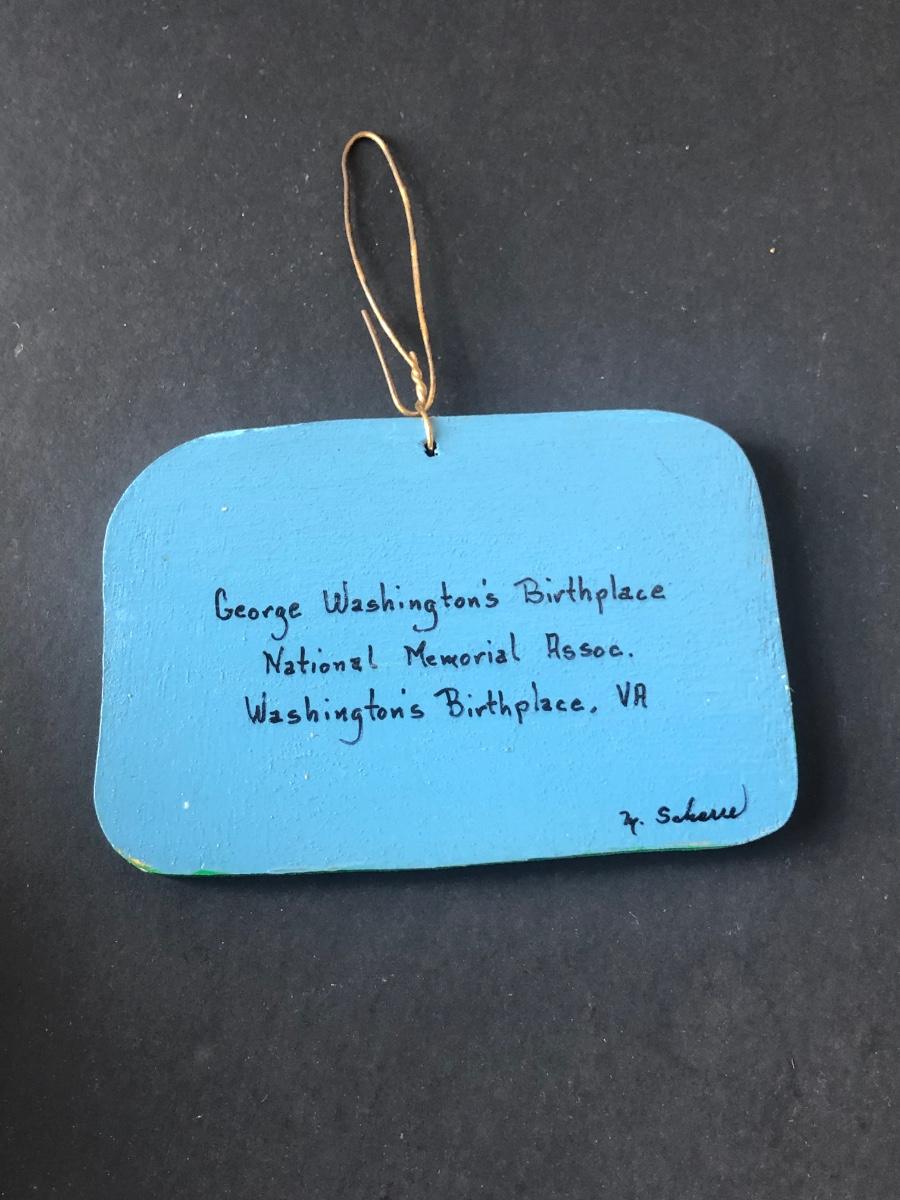 George Washington's Birthplace
National Memorial Assoc.
Washington's Birthplace, VA